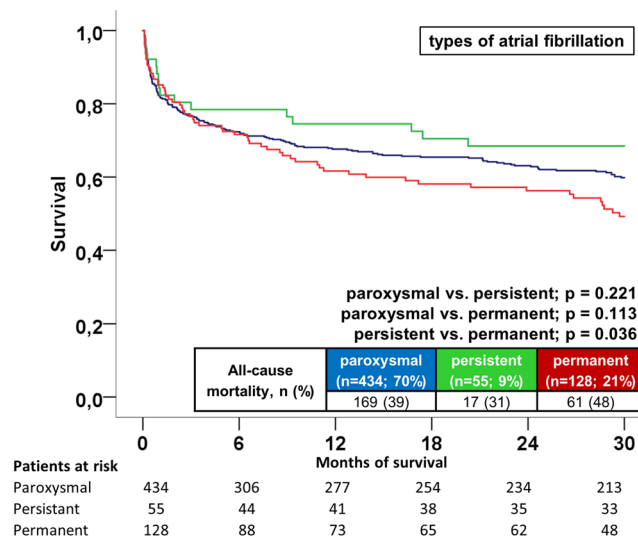 types of atrial fibrillation
1,0
0,8
0,6
0,4
0,2
0,0
Survival
paroxysmal vs. persistent; p = 0.221
paroxysmal vs. permanent; p = 0.113
persistent vs. permanent; p = 0.036
All-cause mortality, n (%)
paroxysmal (n=434; 70%)
persistent (n=55; 9%)
permanent (n=128; 21%)
169 (39) 17 (31) 61 (48)
0 6 12 18 24 30
Months of survival
Patients at risk
Paroxysmal 434 306 277 254 234 213
Persistant 55 44 41 38 35 33
Permanent 128 88 73 65 62 48